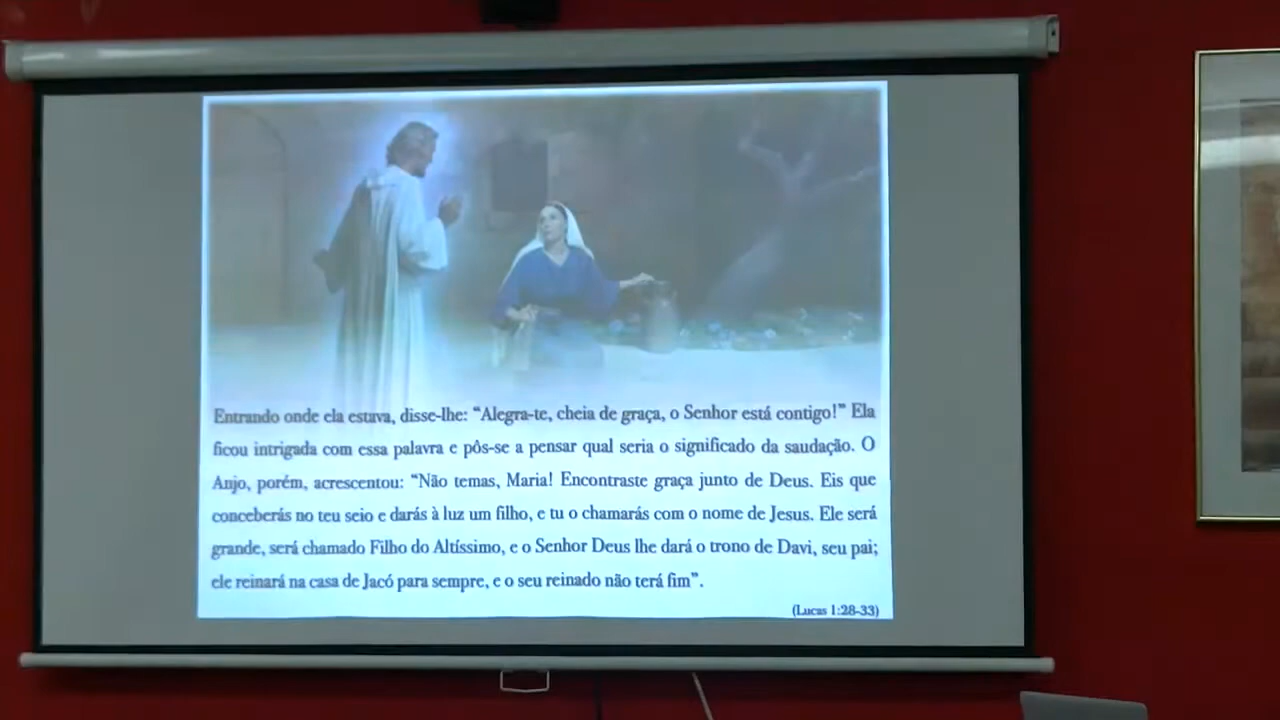 Entrando onde ela estava, disse-lhe: “Alegra-te, cheia de graça, o Senhor está contigo!” Ela
ficou intrigada com essa palavra e pôs-se a pensar qual seria o significado da saudação. O
Anjo, porém, acrescentou: “Não temas, Maria! Encontraste graça junto de Deus. Eis que
conceberás no teu seio e darás à luz um filho, e tu o chamarás com o nome de Jesus. Ele será
grande, será chamado Filho do Altíssimo, e o Senhor Deus lhe dará o trono de Davi, seu pai;
ele reinará na casa de Jacó para sempre, e o seu reinado não terá fim”.
(Lucas 1:28-33)